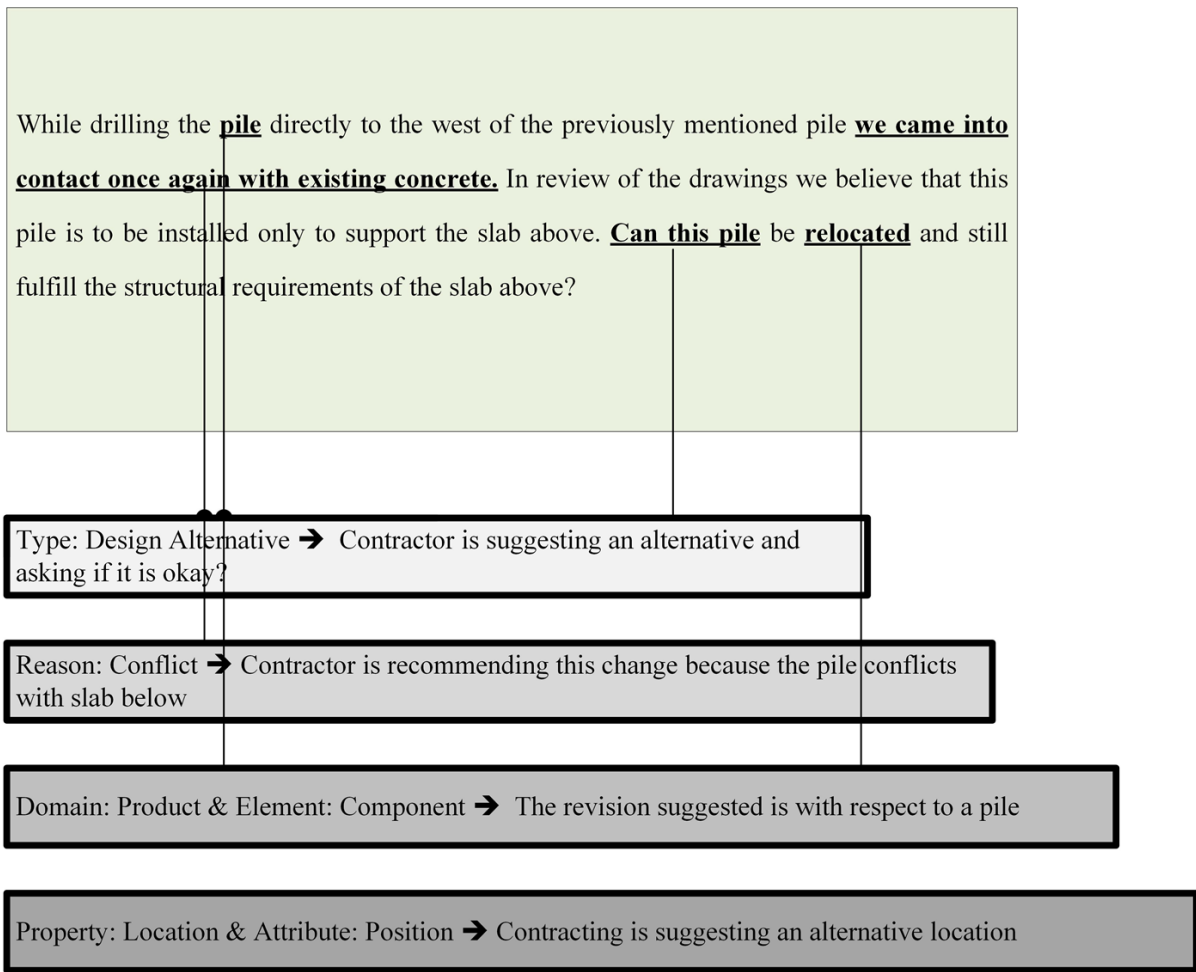 While drilling the pile directly to the west of the previously mentioned pile we came into
contact once again with existing concrete. In review of the drawings we believe that this
pile is to be installed only to support the slab above. Can this pile be relocated and still
fulfill the structural requirements of the slab above?
Type: Design Alternative ➔ Contractor is suggesting an alternative and
asking if it is okay?
Reason: Conflict ➔ Contractor is recommending this change because the pile conflicts
with slab below
Domain: Product & Element: Component ➔ The revision suggested is with respect to a pile
Property: Location & Attribute: Position ➔ Contracting is suggesting an alternative location